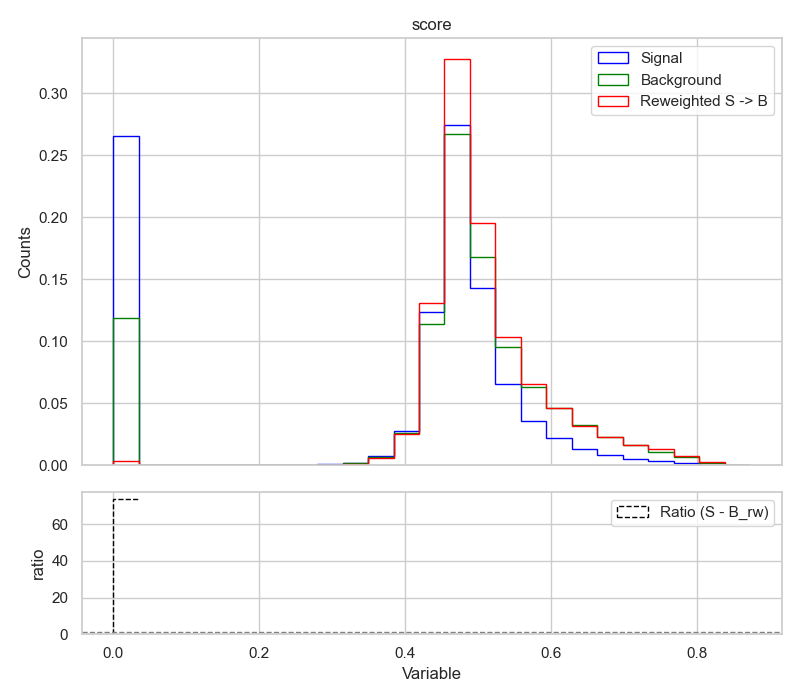 score
Signal
Background
Reweighted S -> B
Counts
0.30
0.25
0.20
0.15
0.10
0.05
0.00
Ratio (S - B_rw)
ratio
60
40
20
0
0.0 0.2 0.4 0.6 0.8
Variable